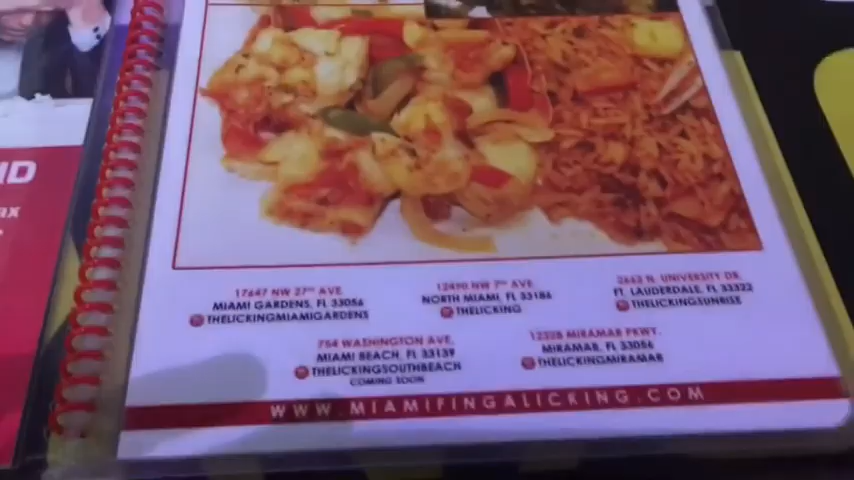 17647 NW 27TH AVE.
MIAMI GARDENS, FL 33056
THELICKINGMIAMIGARDENS
12490 NW 7TH AVE.
NORTH MIAMI, FL 33186
THELICKING
2663 N. UNIVERSITY DR.
FT. LAUDERDALE, FL 33322
THELICKINGSUNRISE
754 WASHINGTON AVE.
MIAMI BEACH, FL 33139
THELICKINGSOUTHBEACH
COMING SOON
12328 MIRAMAR PKWY.
MIRAMAR, FL 33056
THELICKINGMIRAMAR
WWW.MIAMIFINGALICKING.COM